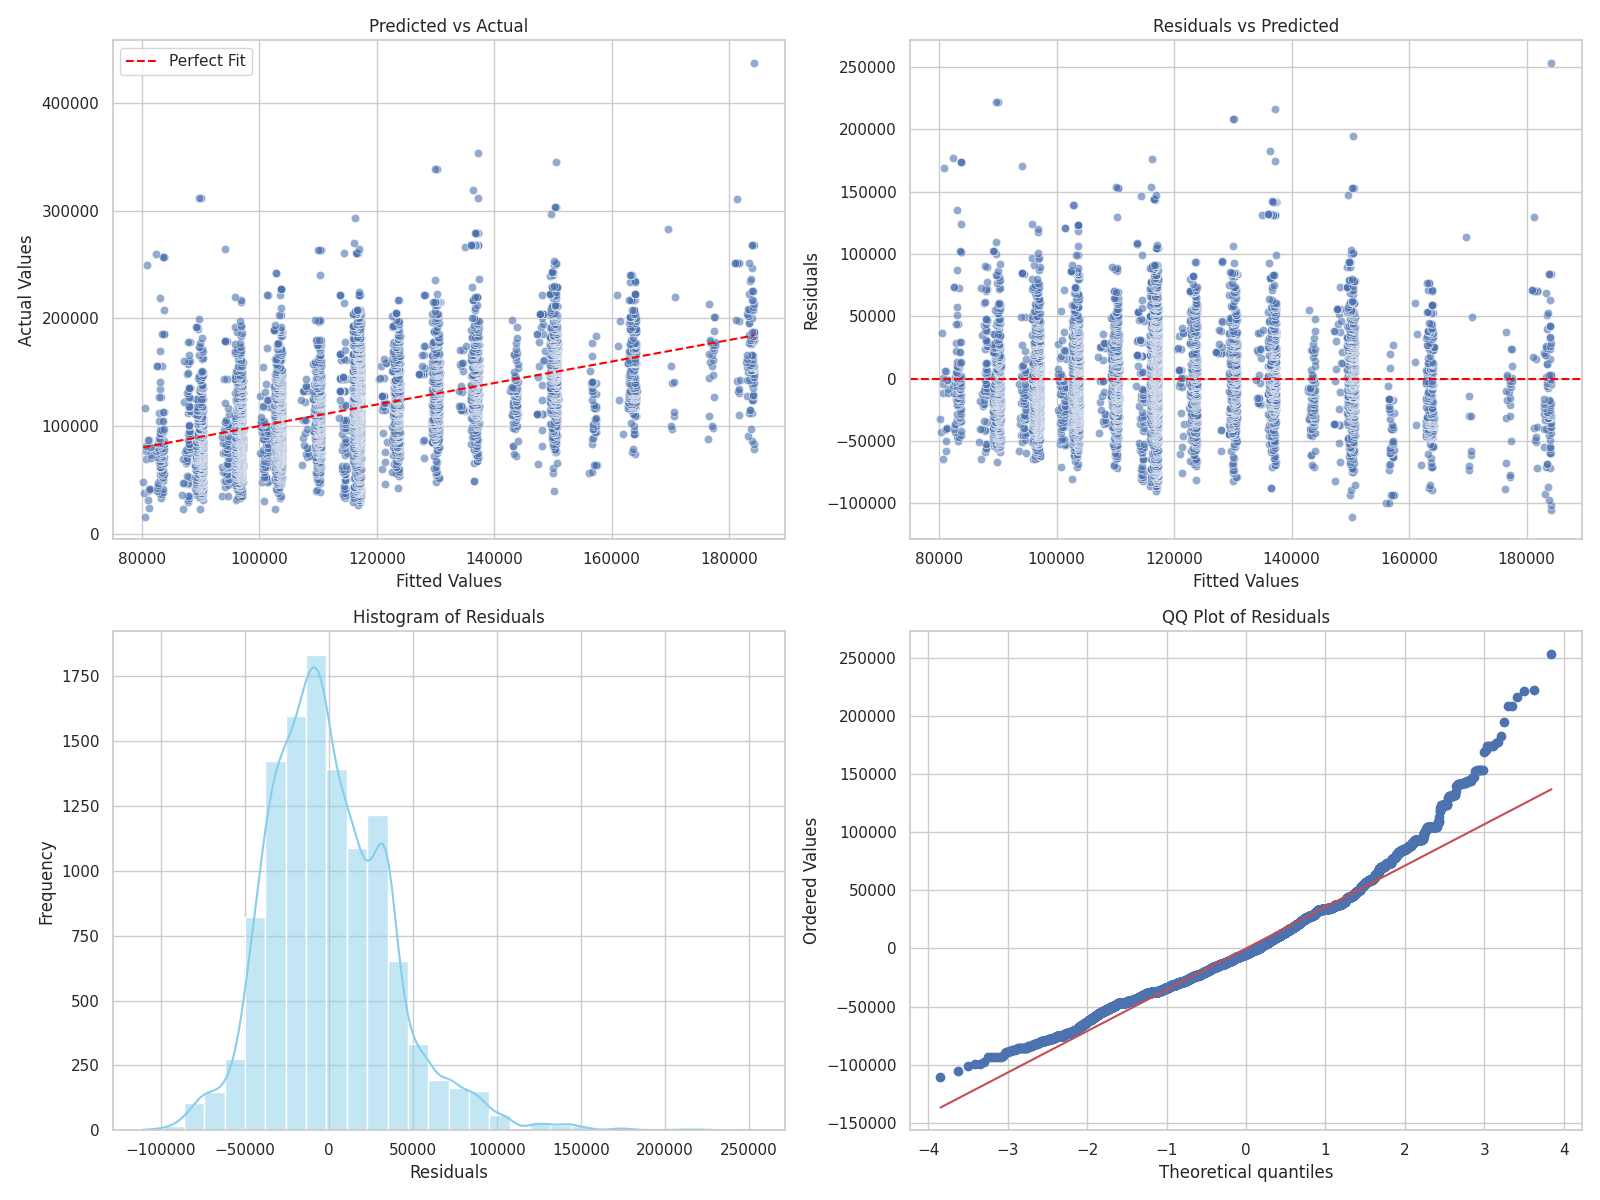 Predicted vs Actual
Perfect Fit
Actual Values
400000
300000
200000
100000
0
80000 100000 120000 140000 160000 180000
Fitted Values
Residuals vs Predicted
Residuals
250000
200000
150000
100000
50000
0
−50000
−100000
80000 100000 120000 140000 160000 180000
Fitted Values
Histogram of Residuals
Frequency
1750
1500
1250
1000
750
500
250
0
−100000 −50000 0 50000 100000 150000 200000 250000
Residuals
QQ Plot of Residuals
Ordered Values
250000
200000
150000
100000
50000
0
−50000
−100000
−150000
−4 −3 −2 −1 0 1 2 3 4
Theoretical quantiles